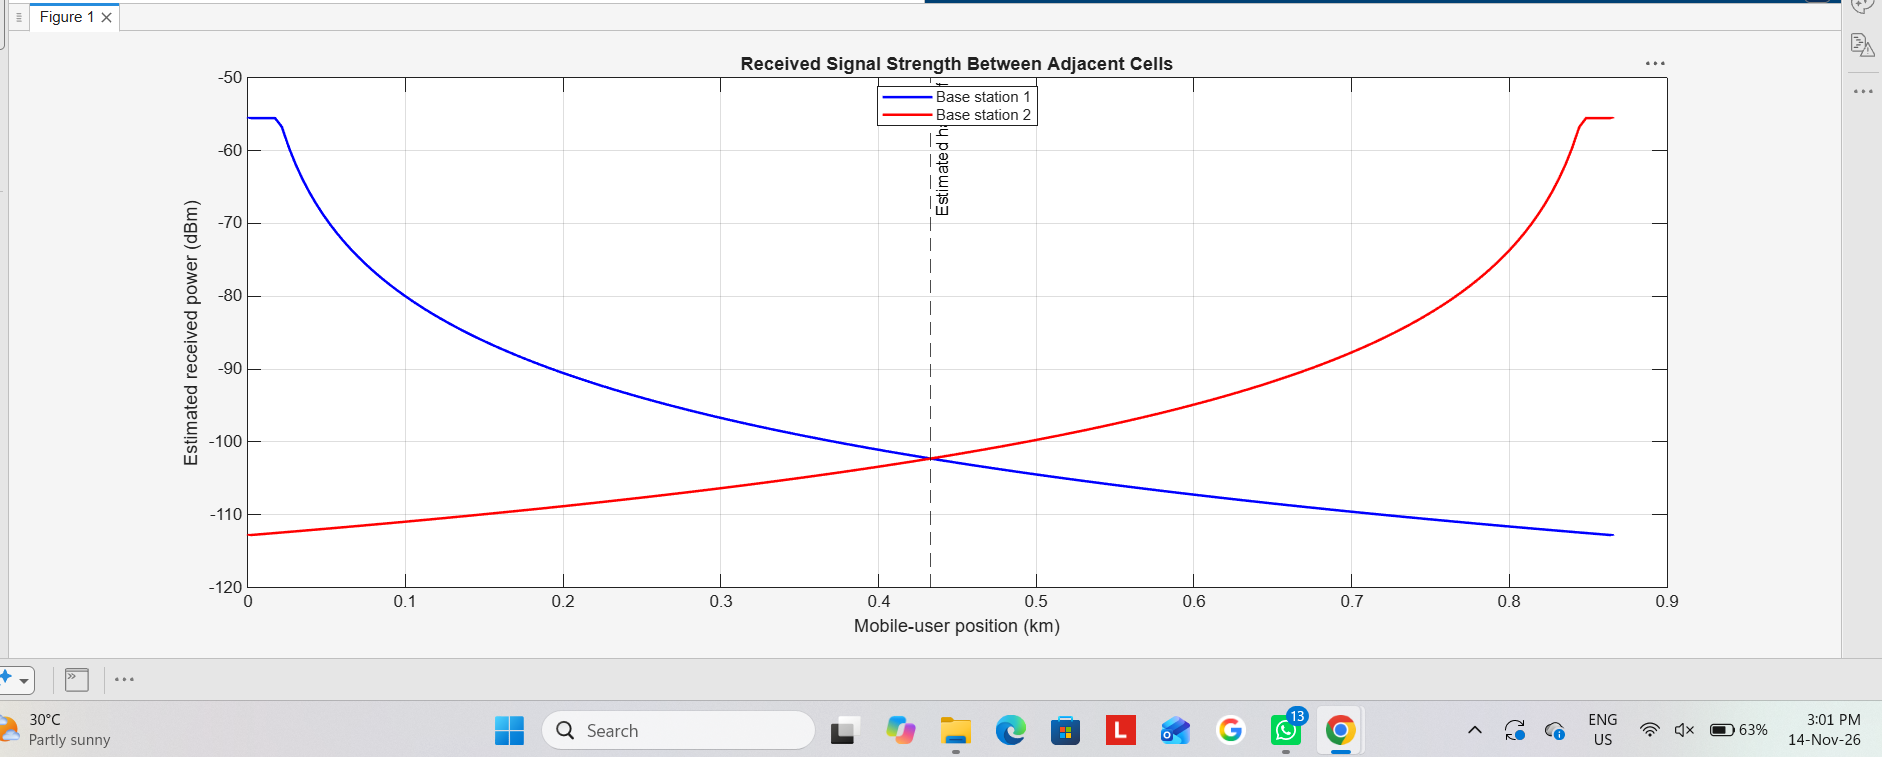 Figure 1
Received Signal Strength Between Adjacent Cells
Base station 1
Base station 2
Estimated
Estimated received power (dBm)
-50
-60
-70
-80
-90
-100
-110
-120
0 0.1 0.2 0.3 0.4 0.5 0.6 0.7 0.8 0.9
Mobile-user position (km)
30°C
Partly sunny
Search
L
G
13
ENG
US
63%
3:01 PM
14-Nov-26